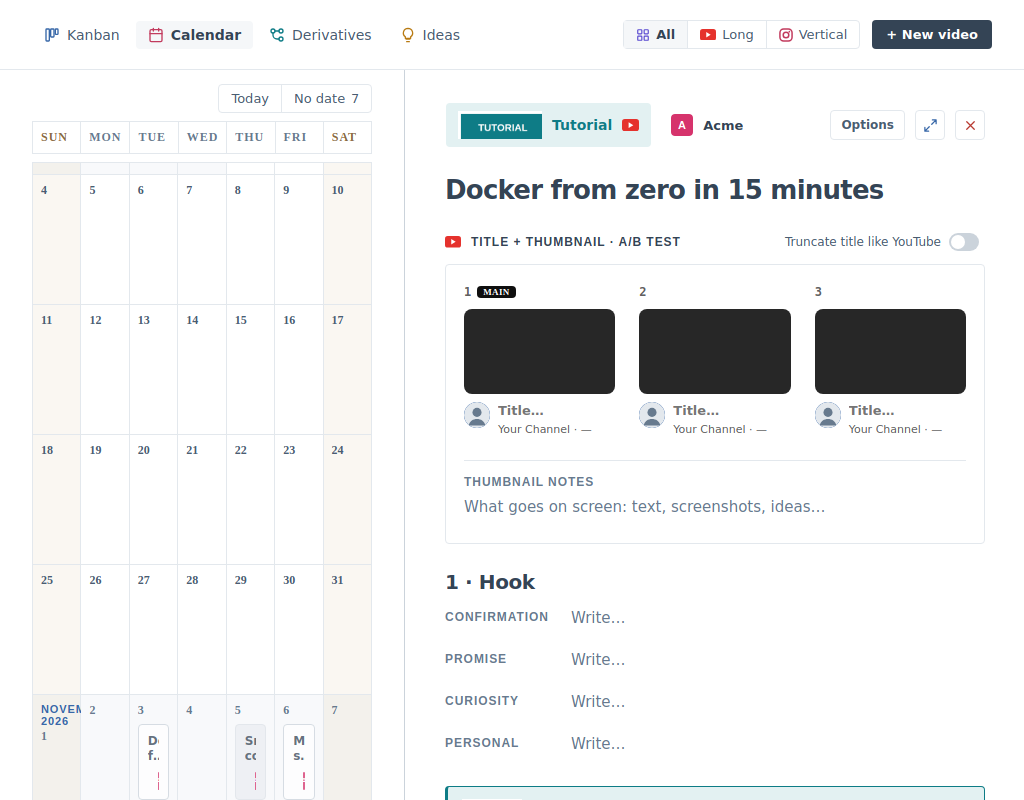 Kanban
Calendar
Derivatives
Ideas
All
Long
Vertical
+ New video
Today
No date 7
SUN MON TUE WED THU FRI SAT
4 5 6 7 8 9 10
11 12 13 14 15 16 17
18 19 20 21 22 23 24
25 26 27 28 29 30 31
2026
1 2 3 4 5 6 7
f..
M
s.
TUTORIAL
Tutorial
A
Acme
Options
Docker from zero in 15 minutes
TITLE + THUMBNAIL · A/B TEST
Truncate title like YouTube
1 MAIN
2
3
Title...
Your Channel · —
Title...
Your Channel · —
Title...
Your Channel · —
THUMBNAIL NOTES
What goes on screen: text, screenshots, ideas...
1 · Hook
CONFIRMATION Write...
PROMISE Write...
CURIOSITY Write...
PERSONAL Write...